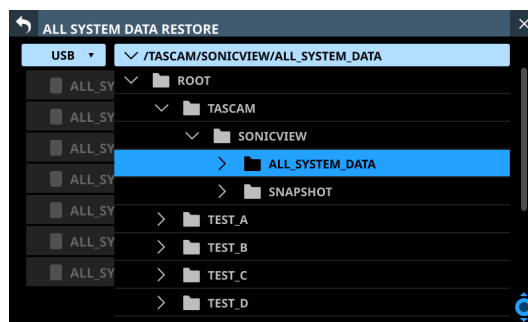 ALL SYSTEM DATA RESTORE
USB /TASCAM/SONICVIEW/ALL_SYSTEM_DATA
ALL_SY ROOT
ALL_SY TASCAM
ALL_SY SONICVIEW
ALL_SY ALL_SYSTEM_DATA
ALL_SY SNAPSHOT
ALL_SY TEST_A
ALL_SY TEST_B
TEST_C
TEST_D